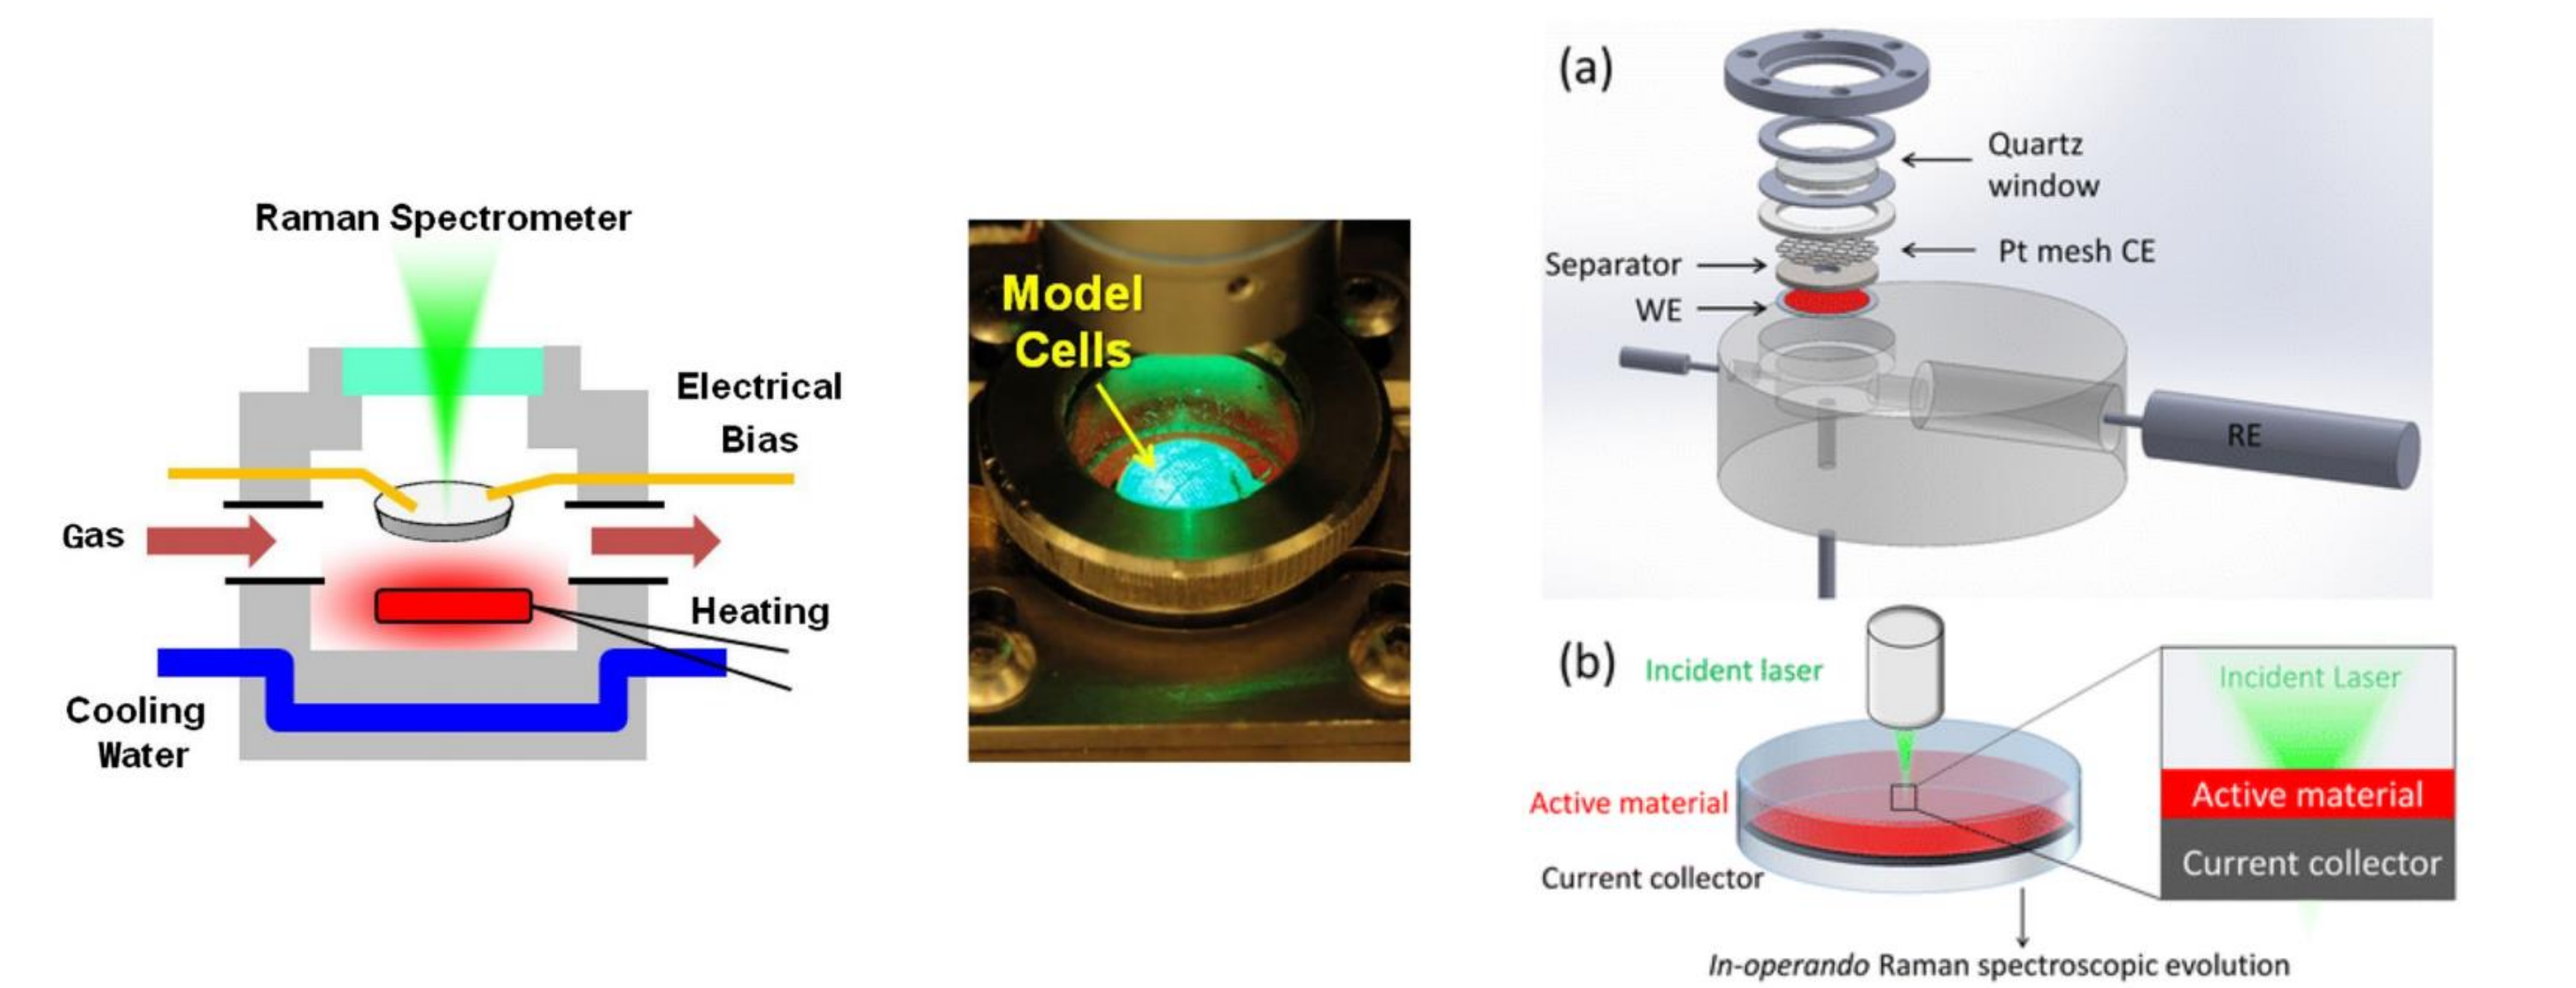 Raman Spectrometer
Electrical
Bias
Gas
Heating
Cooling
Water
Model
Cells
(a)
Quartz
window
Pt mesh CE
Separator
WE
RE
(b)
Incident laser
Incident Laser
Active material
Active material
Current collector
Current collector
In-operando Raman spectroscopic evolution